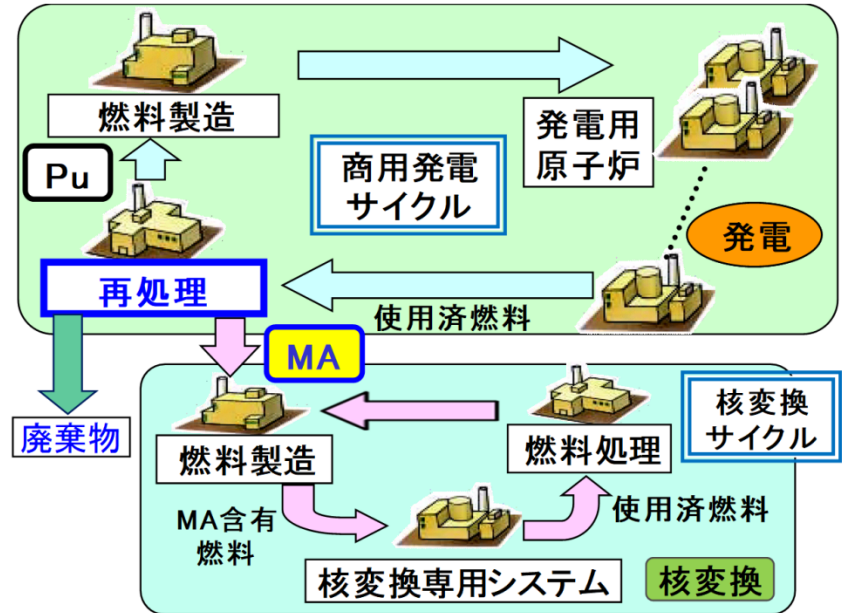 燃料製造
Pu
発電用
原子炉
商用発電
サイクル
発電
再処理
使用済燃料
MA
廃棄物
燃料製造
燃料処理
核変換
サイクル
MA含有
燃料
使用済燃料
核変換専用システム
核変換